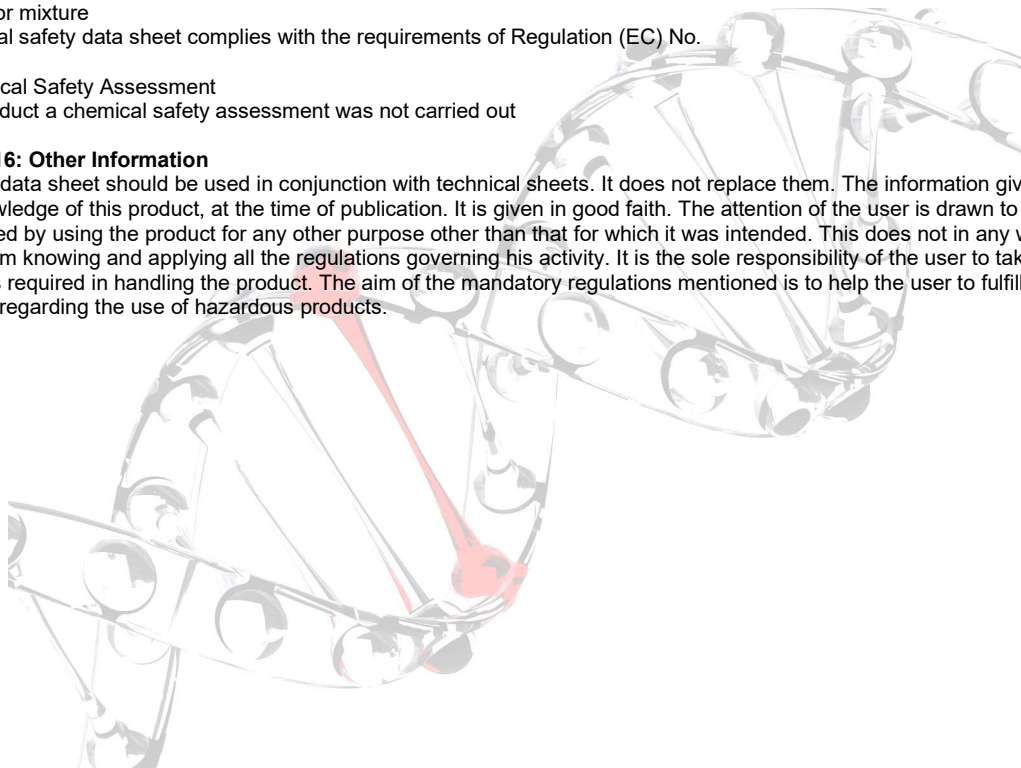 or mixture
al safety data sheet complies with the requirements of Regulation (EC) No.
cal Safety Assessment
duct a chemical safety assessment was not carried out
6: Other Information
data sheet should be used in conjunction with technical sheets. It does not replace them. The information giv
wledge of this product, at the time of publication. It is given in good faith. The attention of the user is drawn to
ed by using the product for any other purpose other than that for which it was intended. This does not in any w
m knowing and applying all the regulations governing his activity. It is the sole responsibility of the user to tak
s required in handling the product. The aim of the mandatory regulations mentioned is to help the user to fulfill
regarding the use of hazardous products.